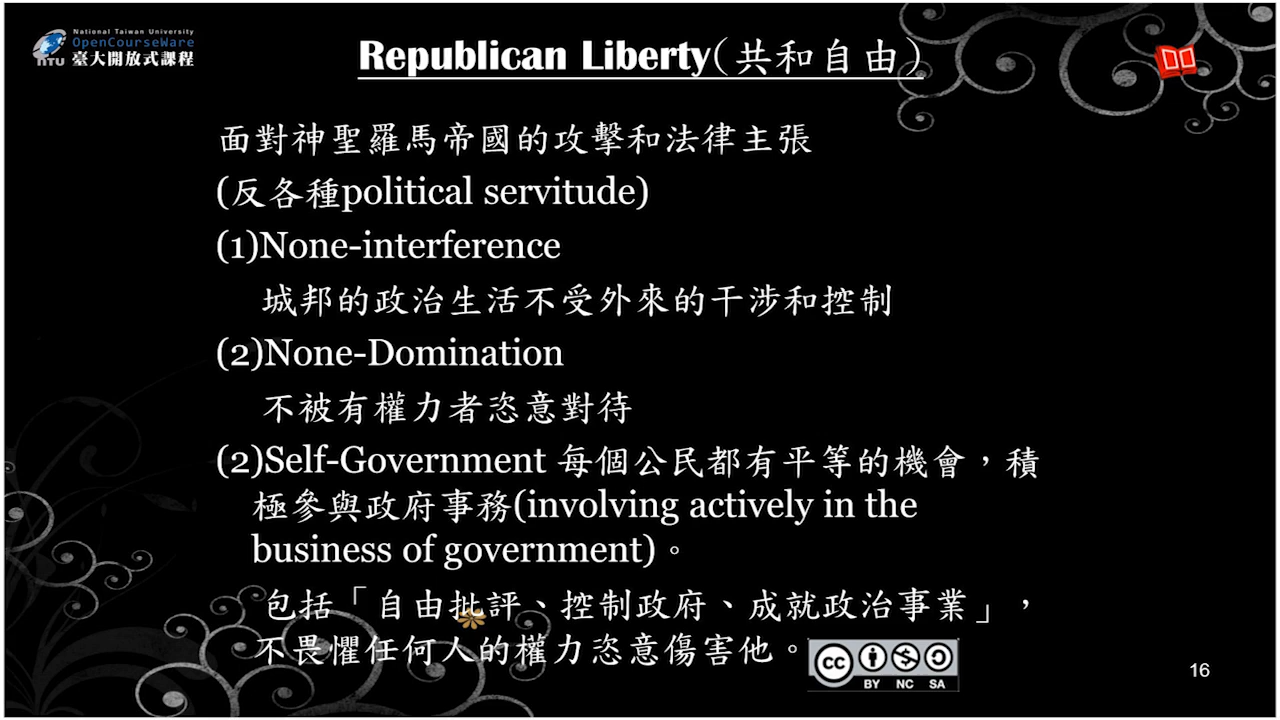 National Taiwan University
OpenCourseWare
NTU 臺大開放式課程
Republican Liberty(共和自由)
面對神聖羅馬帝國的攻擊和法律主張
(反各種political servitude)
(1)None-interference
城邦的政治生活不受外來的干涉和控制
(2)None-Domination
不被有權力者恣意對待
(2)Self-Government 每個公民都有平等的機會，積
極參與政府事務(involving actively in the
business of government)。
包括「自由批評、控制政府、成就政治事業」，
不畏懼任何人的權力恣意傷害他。
cc
BY NC SA
16